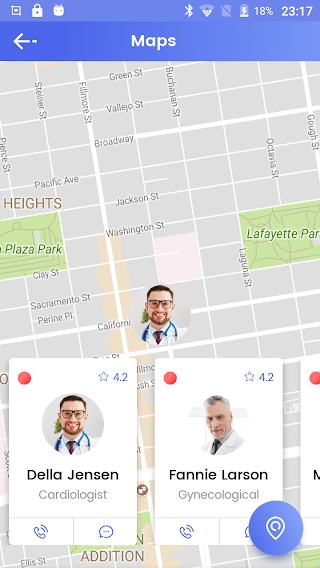 18% 23:17
Maps
Green St
Steiner St
Fillmore St
Buchanan St
Vallejo St
Gough St
Broadway
Pierce St
Octavia St
Pacific Ave
Jackson St
HEIGHTS
Washington St
Lafayette Par
a Plaza Park
Laguna St
Clay St
Sacramento St
Perine Pl
Californi
4.2
4.2
Della Jensen
Fannie Larson
M
Cardiologist
Gynecological
Ellis St
ADDITION